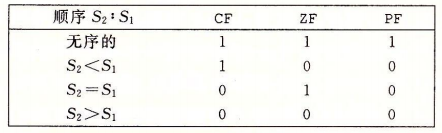 顺序 S₂∶S₁ CF ZF PF
无序的 1 1 1
S₂<S₁ 1 0 0
S₂=S₁ 0 1 0
S₂>S₁ 0 0 0